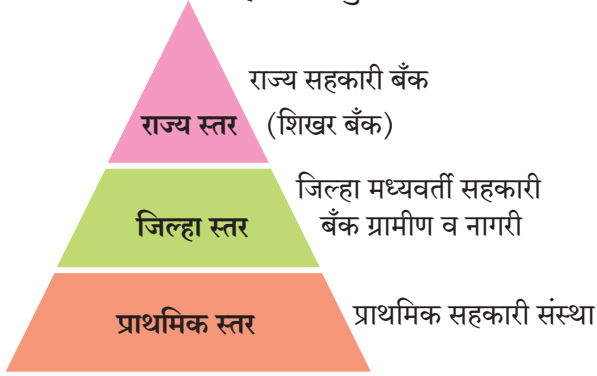 राज्य सहकारी बँक
राज्य स्तर (शिखर बँक)
जिल्हा मध्यवर्ती सहकारी
जिल्हा स्तर बँक ग्रामीण व नागरी
प्राथमिक स्तर प्राथमिक सहकारी संस्था